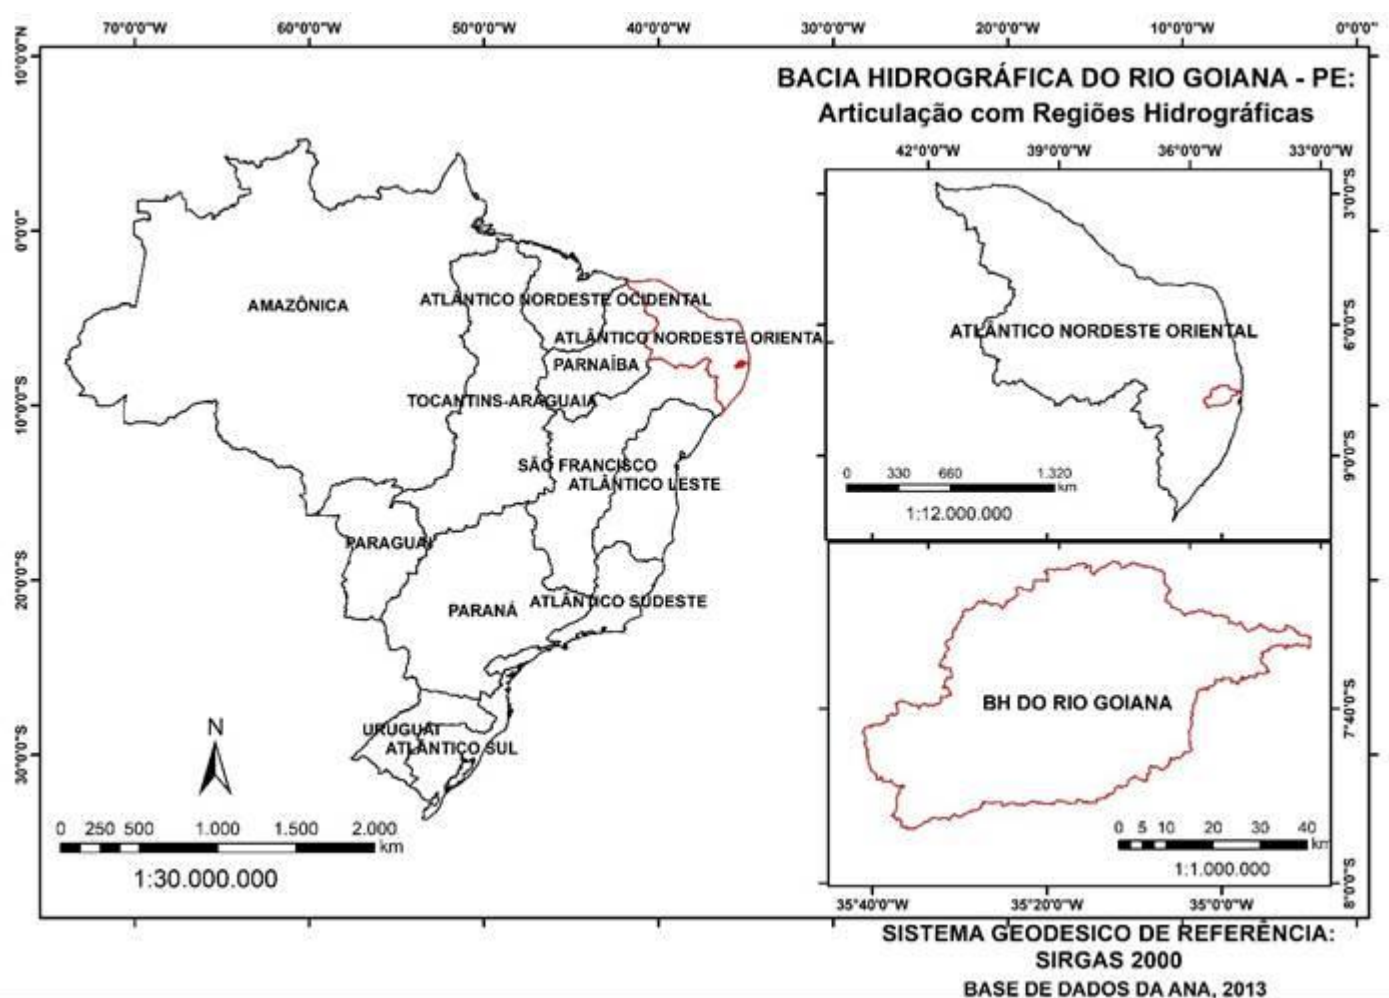 70°0'0"W 60°0'0"W 50°0'0"W 40°0'0"W 30°0'0"W 20°0'0"W 10°0'0"W 0°0'0"
10°0'0"N
0°0'0"
10°0'0"S
20°0'0"S
30°0'0"S
BACIA HIDROGRÁFICA DO RIO GOIANA - PE:
Articulação com Regiões Hidrográficas
AMAZÔNICA
ATLÂNTICO NORDESTE OCIDENTAL
ATLÂNTICO NORDESTE ORIENTAL
PARNAÍBA
TOCANTINS-ARAGUAIA
SÃO FRANCISCO
ATLÂNTICO LESTE
PARAGUAI
ATLÂNTICO SUDESTE
PARANÁ
URUGUAI
ATLÂNTICO SUL
N
0 250 500 1.000 1.500 2.000
km
1:30.000.000
42°0'0"W 39°0'0"W 36°0'0"W 33°0'0"W
3°0'0"S
6°0'0"S
9°0'0"S
ATLÂNTICO NORDESTE ORIENTAL
0 330 660 1.320
km
1:12.000.000
BH DO RIO GOIANA
7°40'0"S
8°0'0"S
0 5 10 20 30 40
km
1:1.000.000
35°40'0"W 35°20'0"W 35°0'0"W
SISTEMA GEODESICO DE REFERÊNCIA:
SIRGAS 2000
BASE DE DADOS DA ANA, 2013